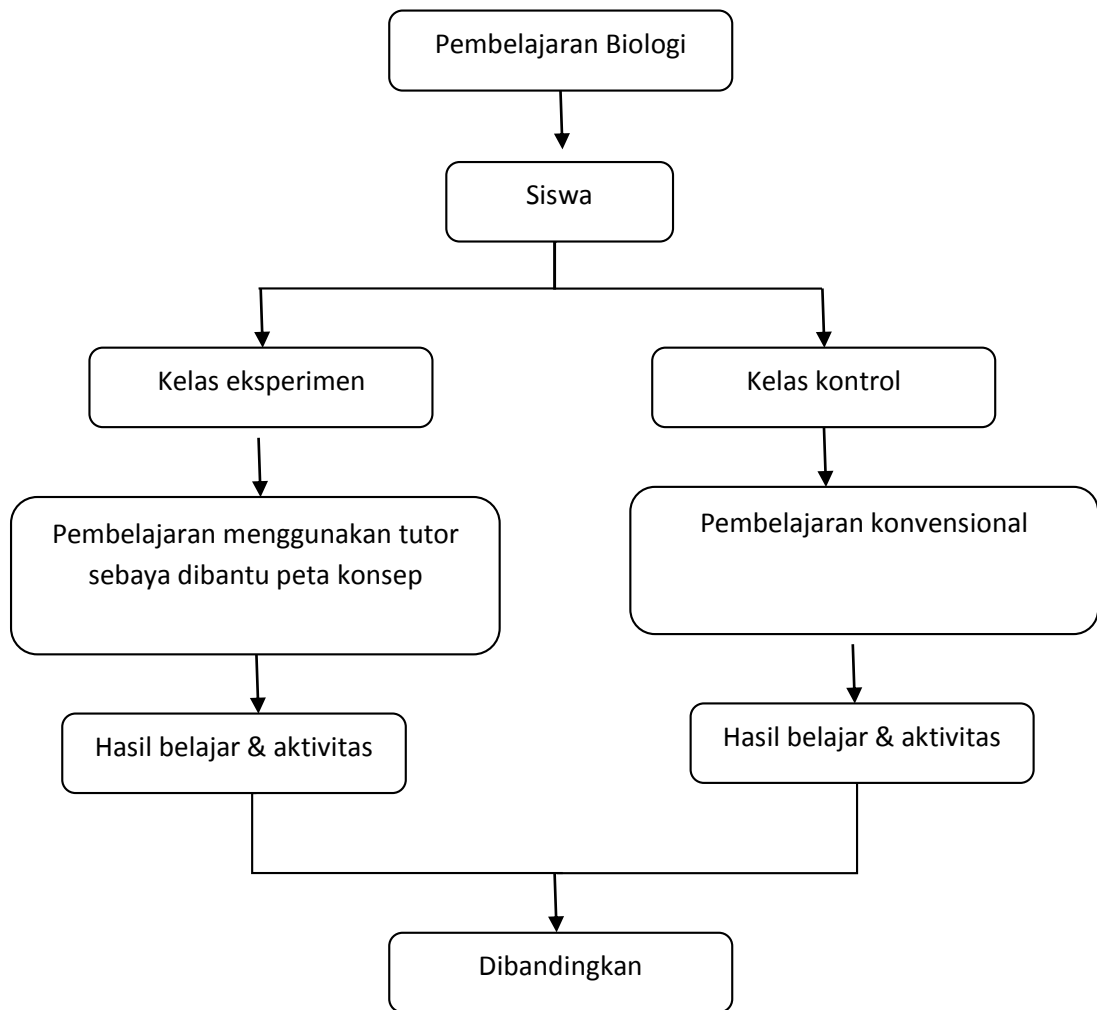 Pembelajaran Biologi
Siswa
Kelas eksperimen
Kelas kontrol
Pembelajaran menggunakan tutor
sebaya dibantu peta konsep
Pembelajaran konvensional
Hasil belajar & aktivitas
Hasil belajar & aktivitas
Dibandingkan